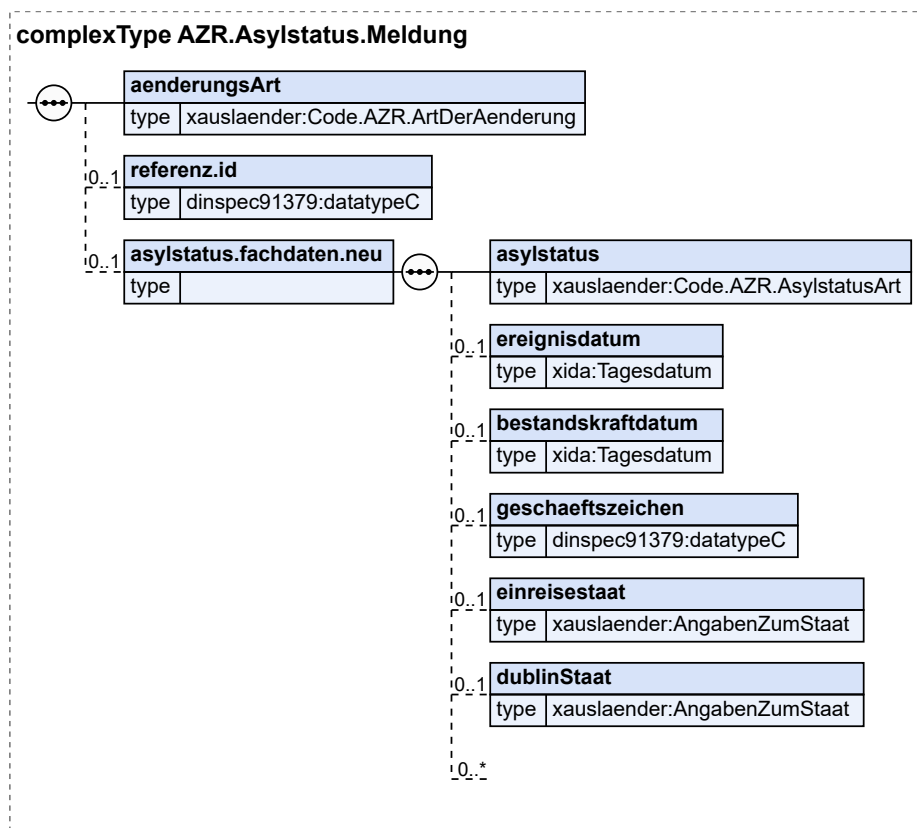 complexType AZR.Asylstatus.Meldung
aenderungsArt
type xauslaender:Code.AZR.ArtDerAenderung
0..1
referenz.id
type dinspec91379:datatypeC
0..1
asylstatus.fachdaten.neu
type
asylstatus
type xauslaender:Code.AZR.AsylstatusArt
0..1
ereignisdatum
type xida:Tagesdatum
0..1
bestandskraftdatum
type xida:Tagesdatum
0..1
geschaeftszeichen
type dinspec91379:datatypeC
0..1
einreisestaat
type xauslaender:AngabenZumStaat
0..1
dublinStaat
type xauslaender:AngabenZumStaat
0..*